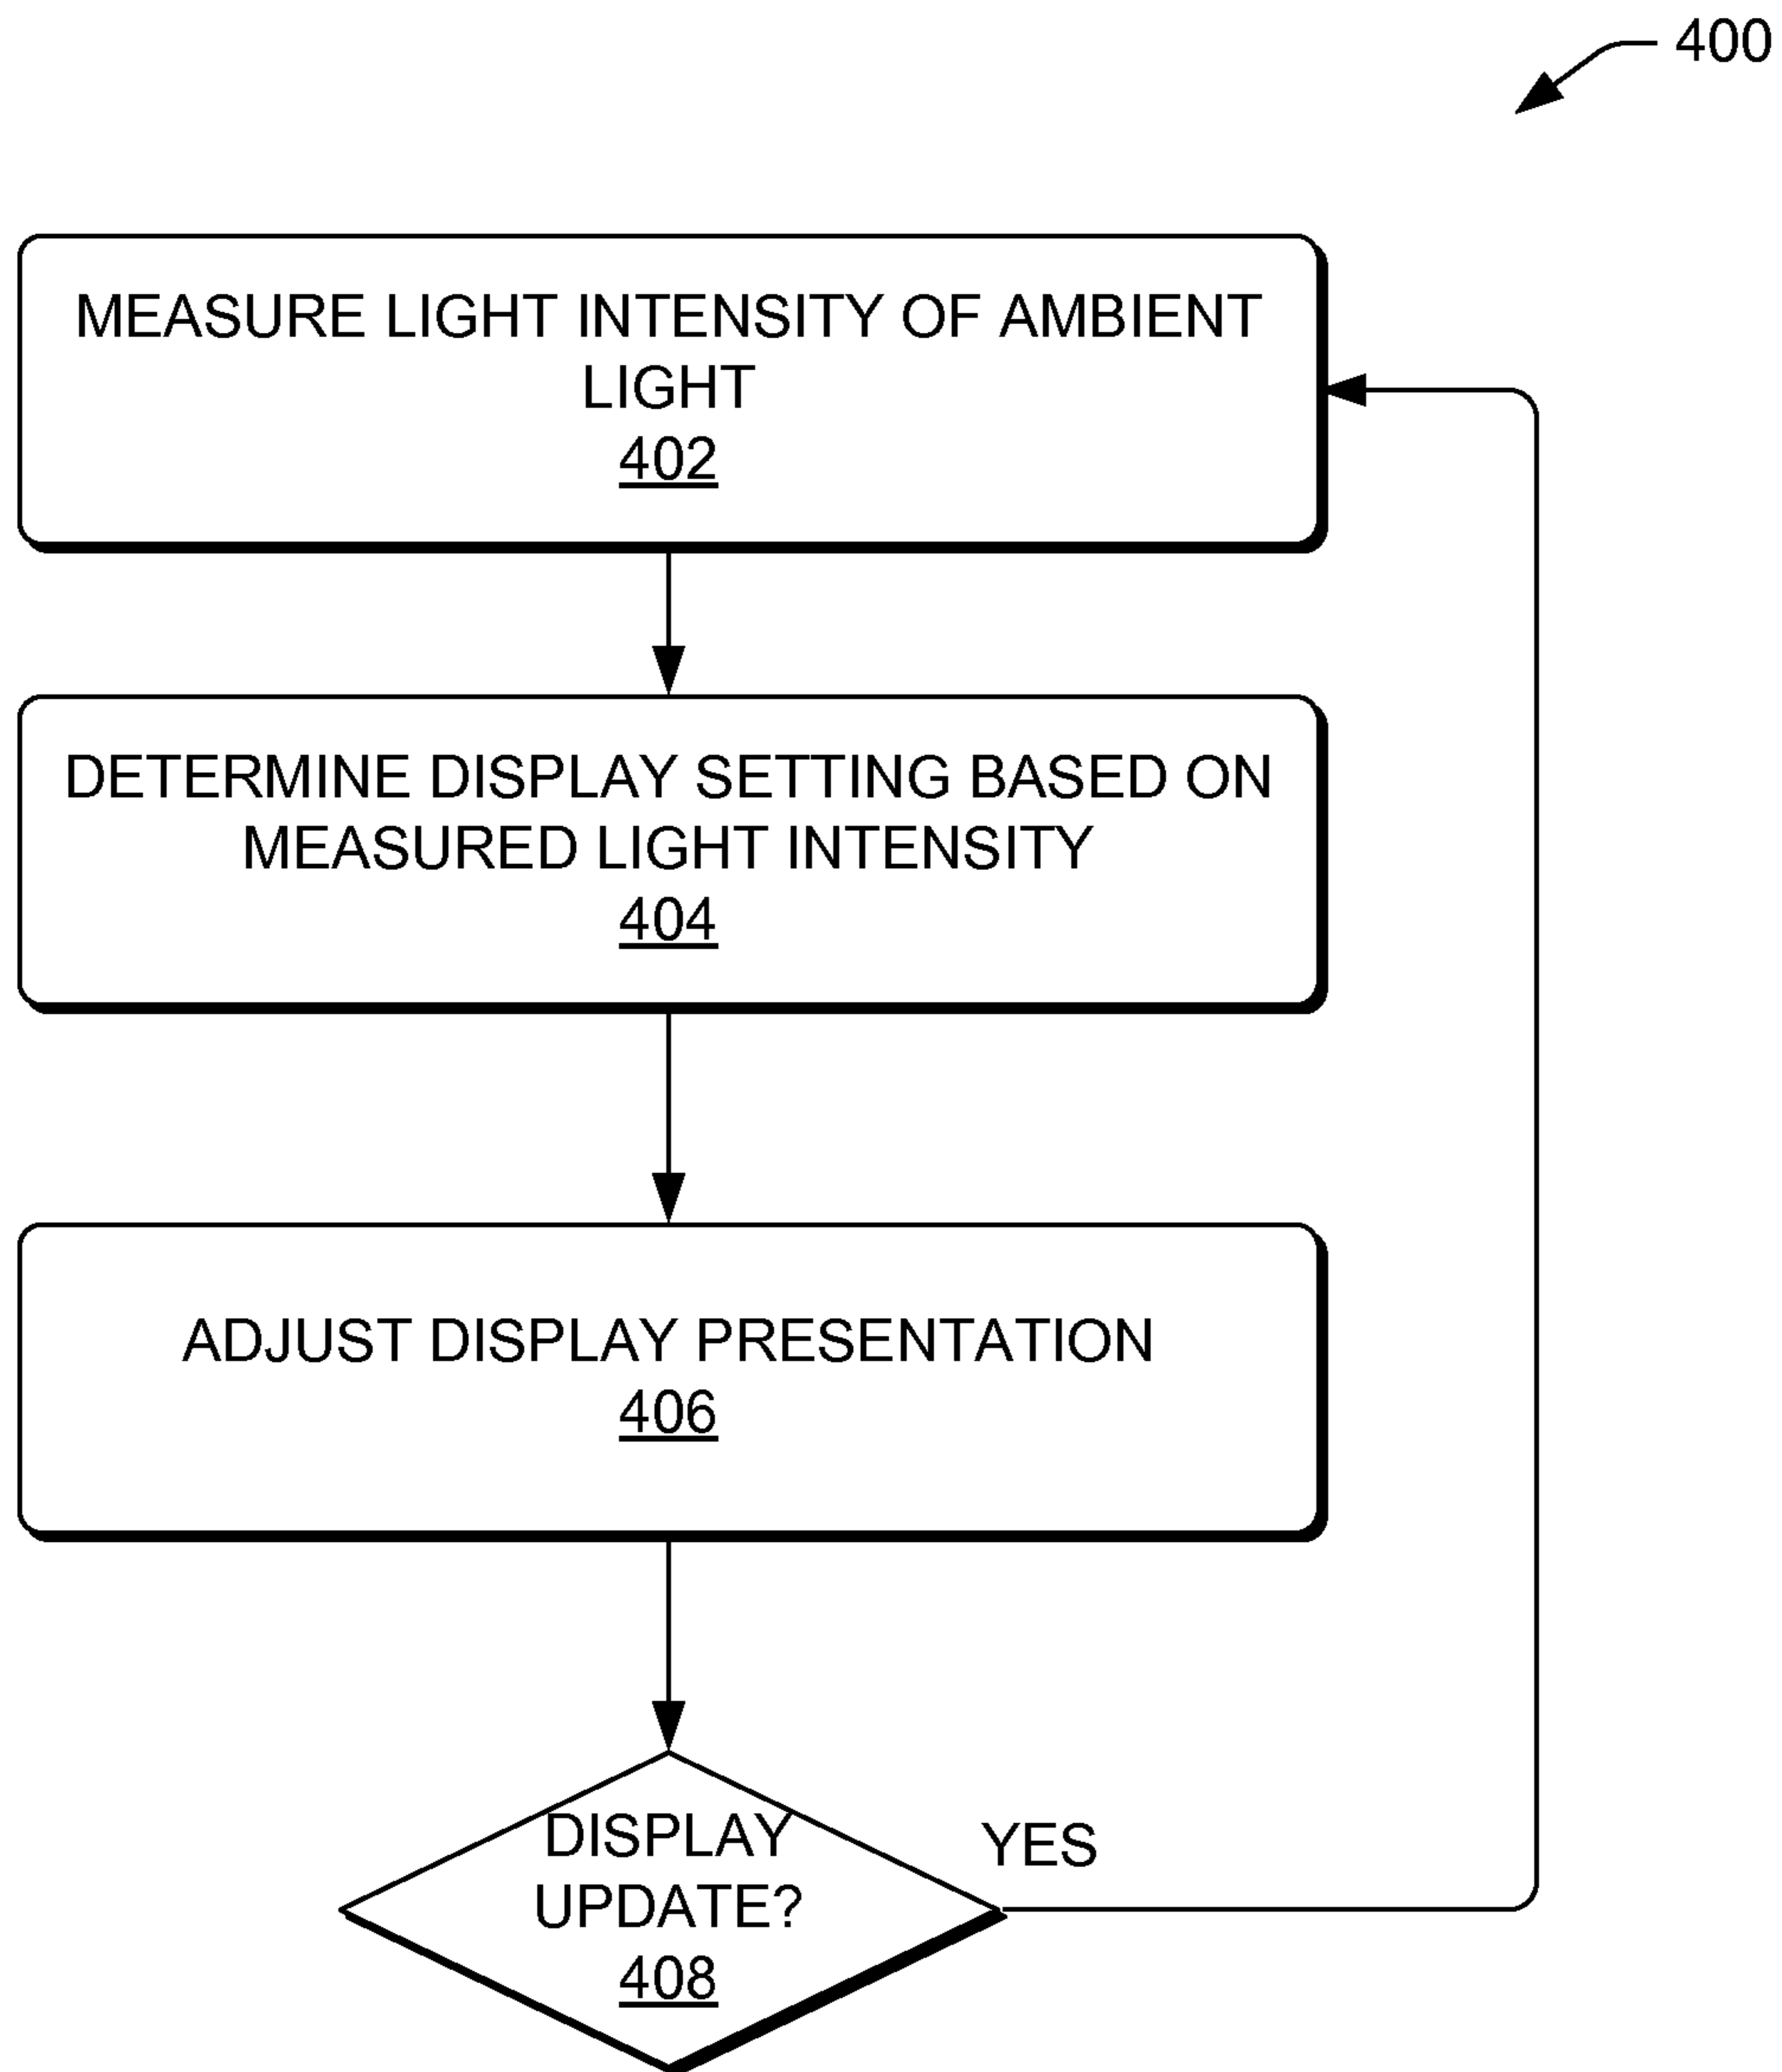 400
MEASURE LIGHT INTENSITY OF AMBIENT
LIGHT
402
DETERMINE DISPLAY SETTING BASED ON
MEASURED LIGHT INTENSITY
404
ADJUST DISPLAY PRESENTATION
406
DISPLAY
UPDATE?
408
YES